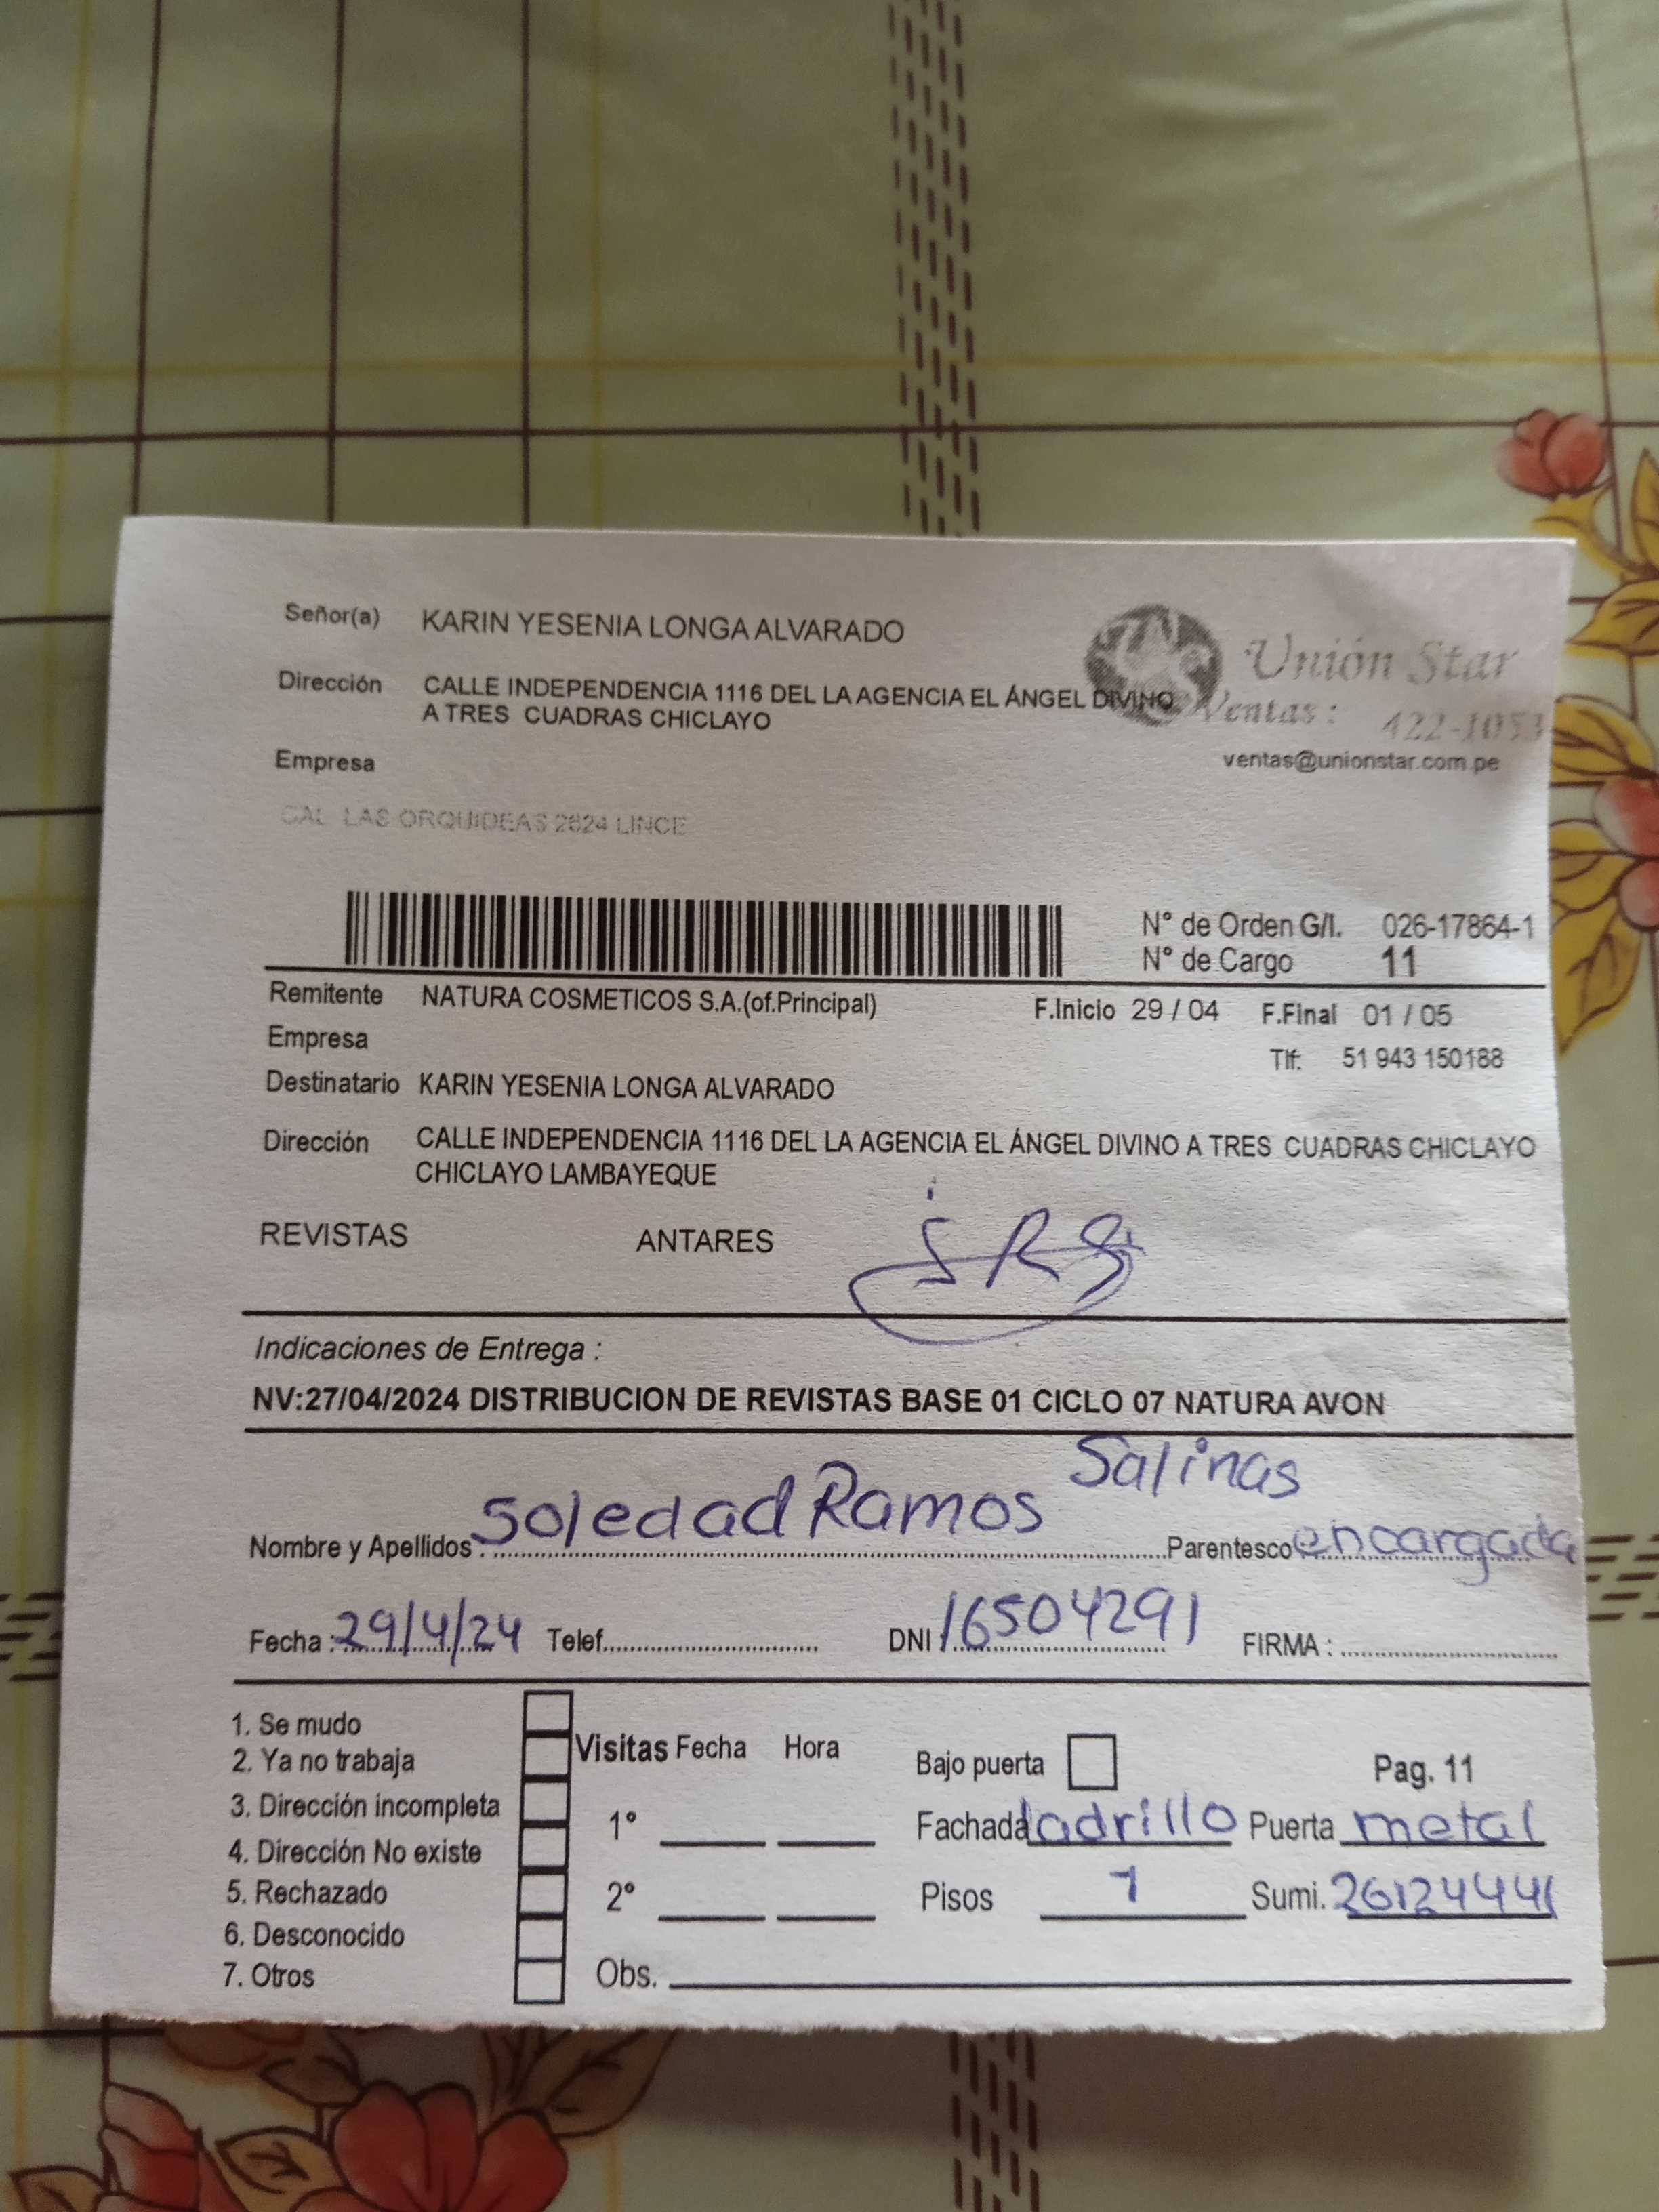 Señor(a) KARIN YESENIA LONGA ALVARADO
Unión Star
Dirección CALLE INDEPENDENCIA 1116 DEL LA AGENCIA EL ÁNGEL DIVINO
A TRES CUADRAS CHICLAYO
Ventas : 422-1053
Empresa
ventas@unionstar.com.pe
CAL LAS ORQUIDEAS 2624 LINCE
N° de Orden G/I. 026-17864-1
N° de Cargo 11
Remitente NATURA COSMETICOS S.A.(of.Principal) F.Inicio 29 / 04 F.Final 01 / 05
Empresa
Tlf: 51 943 150188
Destinatario KARIN YESENIA LONGA ALVARADO
Dirección CALLE INDEPENDENCIA 1116 DEL LA AGENCIA EL ÁNGEL DIVINO A TRES CUADRAS CHICLAYO
CHICLAYO LAMBAYEQUE
REVISTAS ANTARES
Indicaciones de Entrega :
NV:27/04/2024 DISTRIBUCION DE REVISTAS BASE 01 CICLO 07 NATURA AVON
Nombre y Apellidos : Soledad Ramos Salinas Parentesco encargada
Fecha : 29/4/24 Telef. DNI : 16504291 FIRMA :
1. Se mudo
2. Ya no trabaja
3. Dirección incompleta
4. Dirección No existe
5. Rechazado
6. Desconocido
7. Otros
Visitas Fecha Hora
1°
2°
Obs.
Bajo puerta
Pag. 11
Fachada ladrillo Puerta metal
Pisos 1 Sumi. 26124441